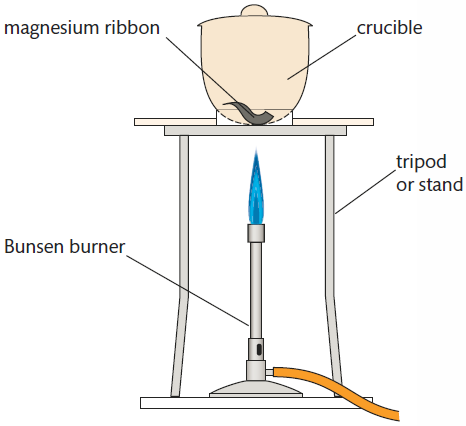 magnesium ribbon
crucible
tripod
or stand
Bunsen burner